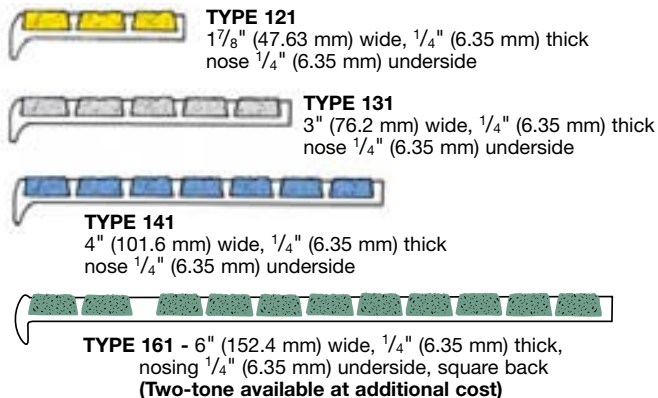 TYPE 121
1 7/8" (47.63 mm) wide, 1/4" (6.35 mm) thick
nose 1/4" (6.35 mm) underside
TYPE 131
3" (76.2 mm) wide, 1/4" (6.35 mm) thick
nose 1/4" (6.35 mm) underside
TYPE 141
4" (101.6 mm) wide, 1/4" (6.35 mm) thick
nose 1/4" (6.35 mm) underside
TYPE 161 - 6" (152.4 mm) wide, 1/4" (6.35 mm) thick,
nosing 1/4" (6.35 mm) underside, square back
(Two-tone available at additional cost)